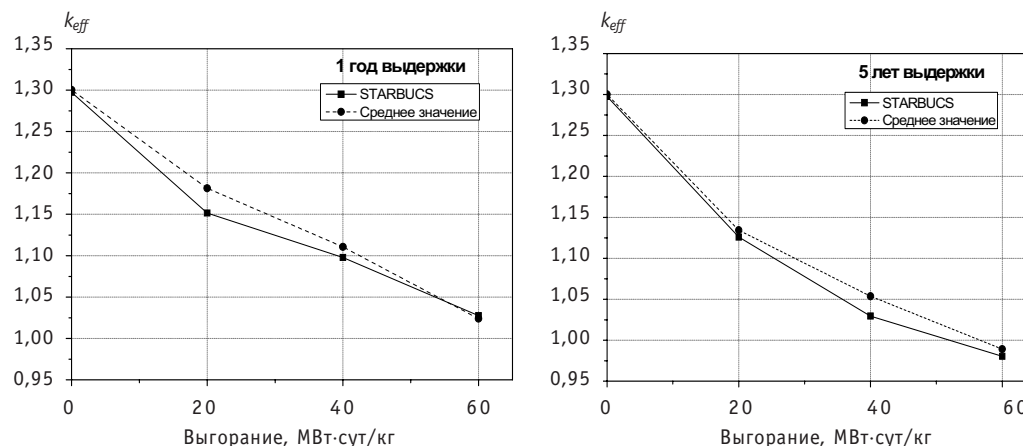 k_eff
1,35
1,30
1,25
1,20
1,15
1,10
1,05
1,00
0,95
0
20
40
60
1 год выдержки
STARBUCS
Среднее значение
Выгорание, МВт·сут/кг
k_eff
1,35
1,30
1,25
1,20
1,15
1,10
1,05
1,00
0,95
0
20
40
60
5 лет выдержки
STARBUCS
Среднее значение
Выгорание, МВт·сут/кг